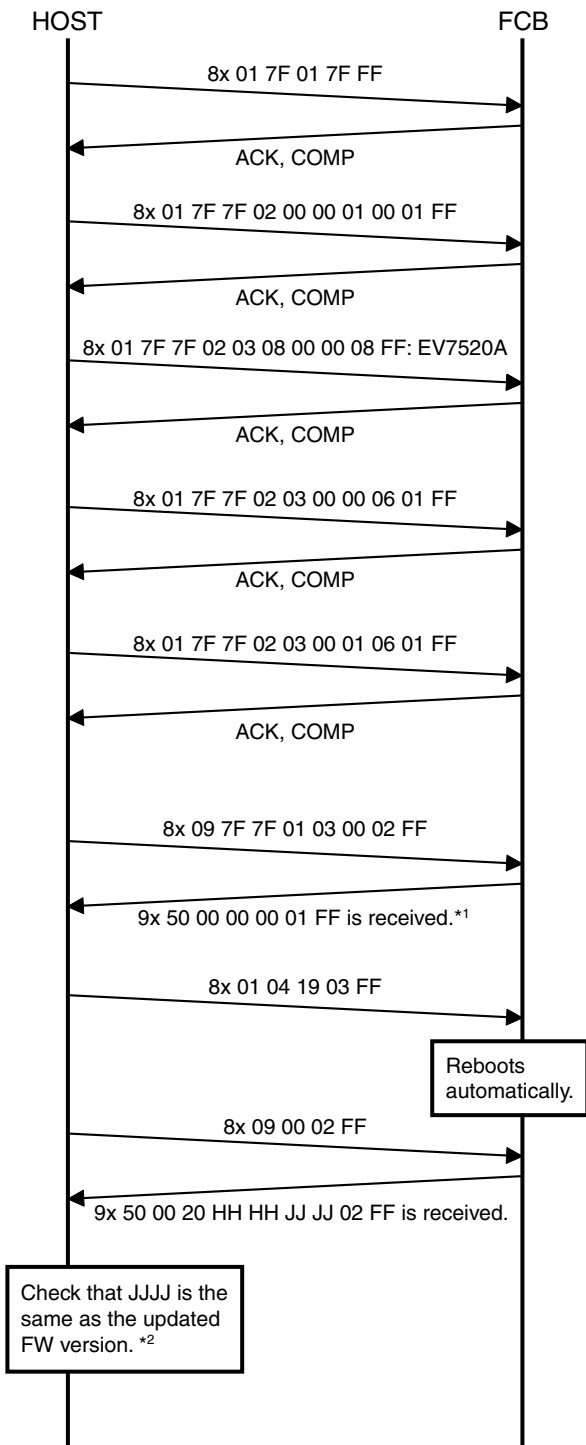 HOST
FCB
8x 01 7F 01 7F FF
ACK, COMP
8x 01 7F 7F 02 00 00 01 00 01 FF
ACK, COMP
8x 01 7F 7F 02 03 08 00 00 08 FF: EV7520A
ACK, COMP
8x 01 7F 7F 02 03 00 00 06 01 FF
ACK, COMP
8x 01 7F 7F 02 03 00 01 06 01 FF
ACK, COMP
8x 09 7F 7F 01 03 00 02 FF
9x 50 00 00 00 01 FF is received.*1
8x 01 04 19 03 FF
Reboots
automatically.
8x 09 00 02 FF
9x 50 00 20 HH HH JJ JJ 02 FF is received.
Check that JJJJ is the
same as the updated
FW version. *2